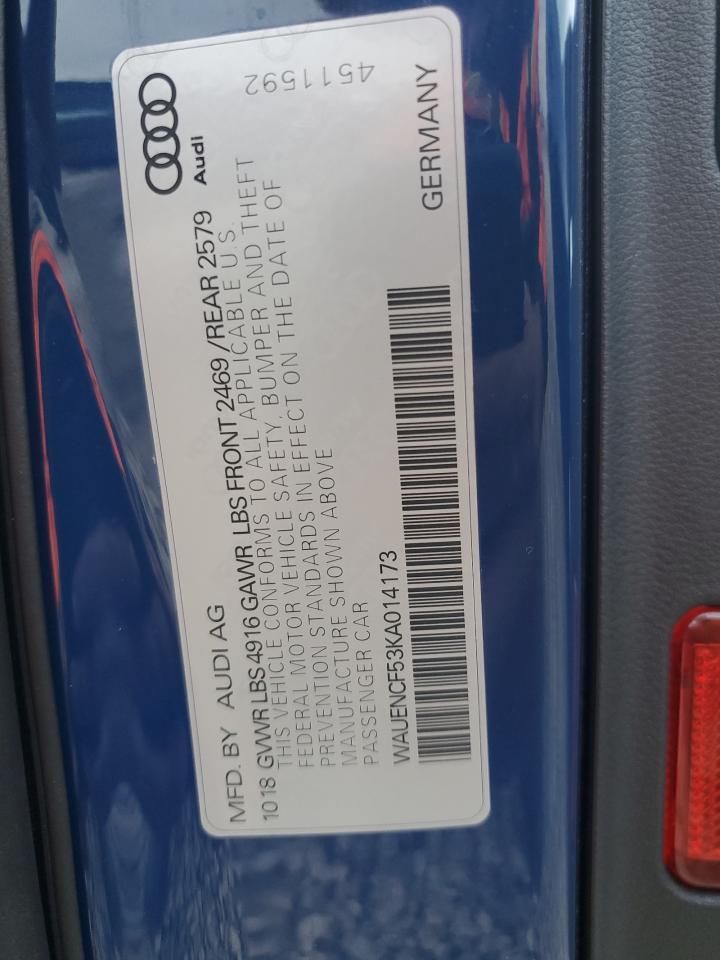 MFD. BY AUDI AG
Audi
1018 GVWR LBS 4916 GAWR LBS FRONT 2469 /REAR 2579
THIS VEHICLE CONFORMS TO ALL APPLICABLE U.S.
FEDERAL MOTOR VEHICLE SAFETY, BUMPER AND THEFT
PREVENTION STANDARDS IN EFFECT ON THE DATE OF
MANUFACTURE SHOWN ABOVE
PASSENGER CAR
4511592
WAUENCF53KA014173
GERMANY